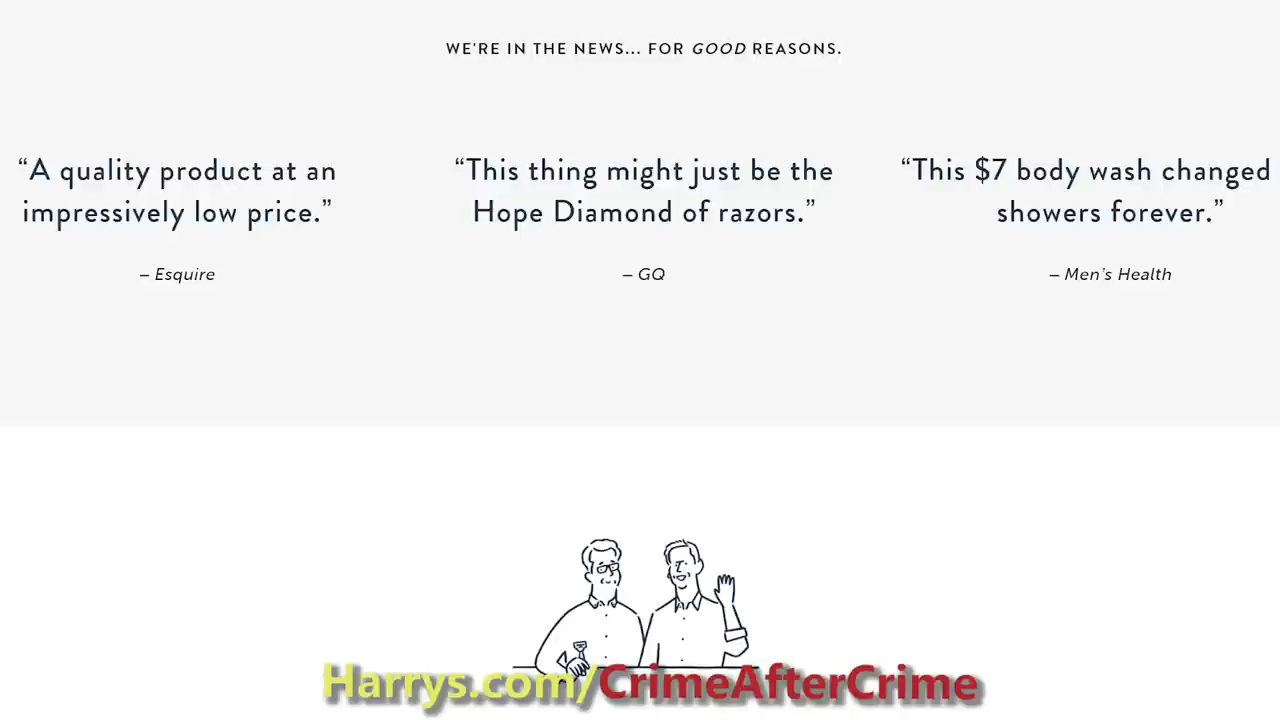 WE'RE IN THE NEWS... FOR GOOD REASONS.
“A quality product at an
impressively low price.”
– Esquire
“This thing might just be the
Hope Diamond of razors.”
– GQ
“This $7 body wash changed
showers forever.”
– Men’s Health
Harrys.com/CrimeAfterCrime